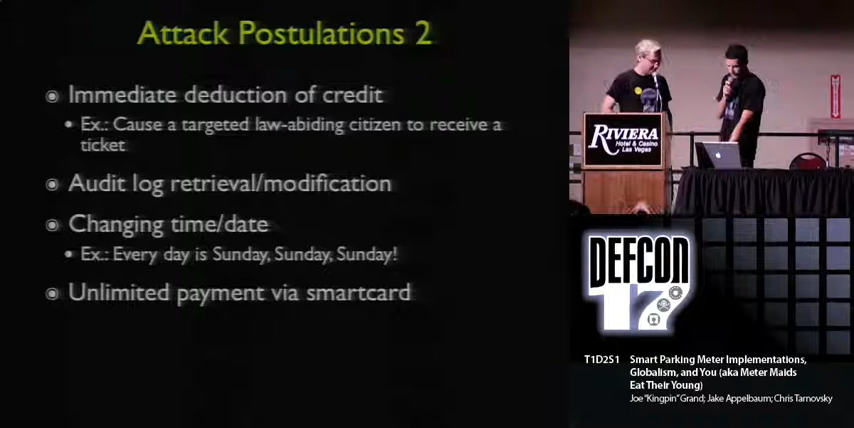 Attack Postulations 2
Immediate deduction of credit
Ex.: Cause a targeted law-abiding citizen to receive a
ticket
Audit log retrieval/modification
Changing time/date
Ex.: Every day is Sunday, Sunday, Sunday!
Unlimited payment via smartcard
RIVIERA
Hotel & Casino
Las Vegas
DEFCON
17
T1D2S1 Smart Parking Meter Implementations,
Globalism, and You (aka Meter Maids
Eat Their Young)
Joe "Kingpin" Grand; Jake Appelbaum; Chris Tarnovsky